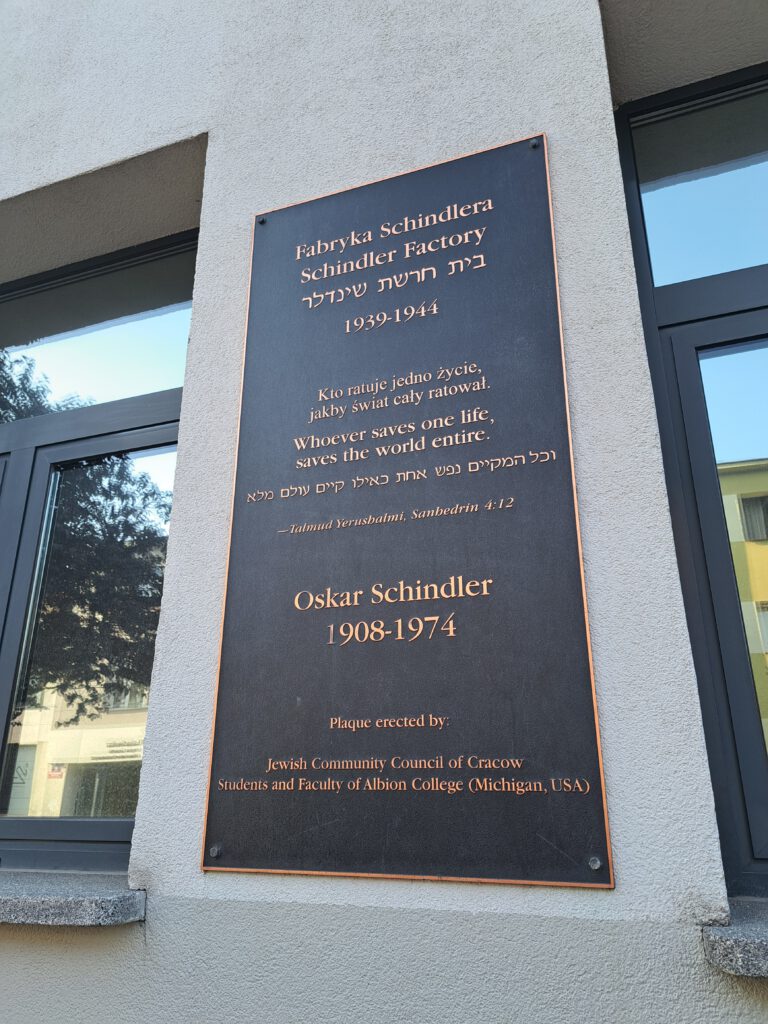 Fabryka Schindlera
Schindler Factory
בית חרשת שינדלר
1939-1944
Kto ratuje jedno życie,
jakby świat cały ratował.
Whoever saves one life,
saves the world entire.
וכל המקיים נפש אחת כאילו קיים עולם מלא
—Talmud Yerushalmi, Sanhedrin 4:12
Oskar Schindler
1908-1974
Plaque erected by:
Jewish Community Council of Cracow
Students and Faculty of Albion College (Michigan, USA)